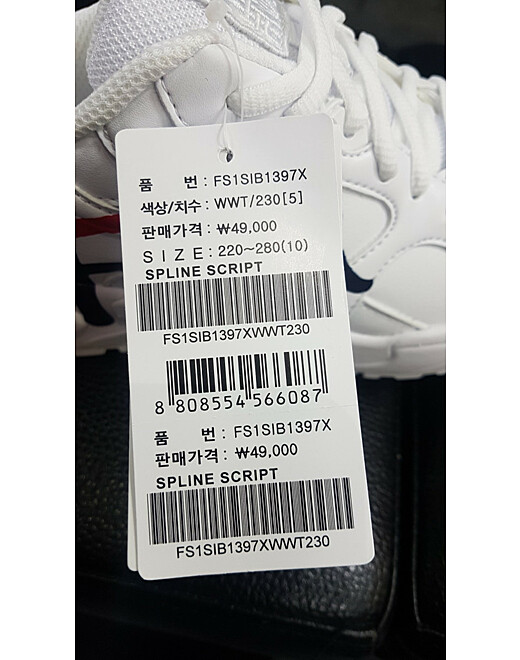 품 번 : FS1SIB1397X
색상/치수 : WWT/230[5]
판매가격 : ₩49,000
SIZE : 220~280(10)
SPLINE SCRIPT
FS1SIB1397XWWT230
8 808554 566087
품 번 : FS1SIB1397X
판매가격 : ₩49,000
SPLINE SCRIPT
FS1SIB1397XWWT230